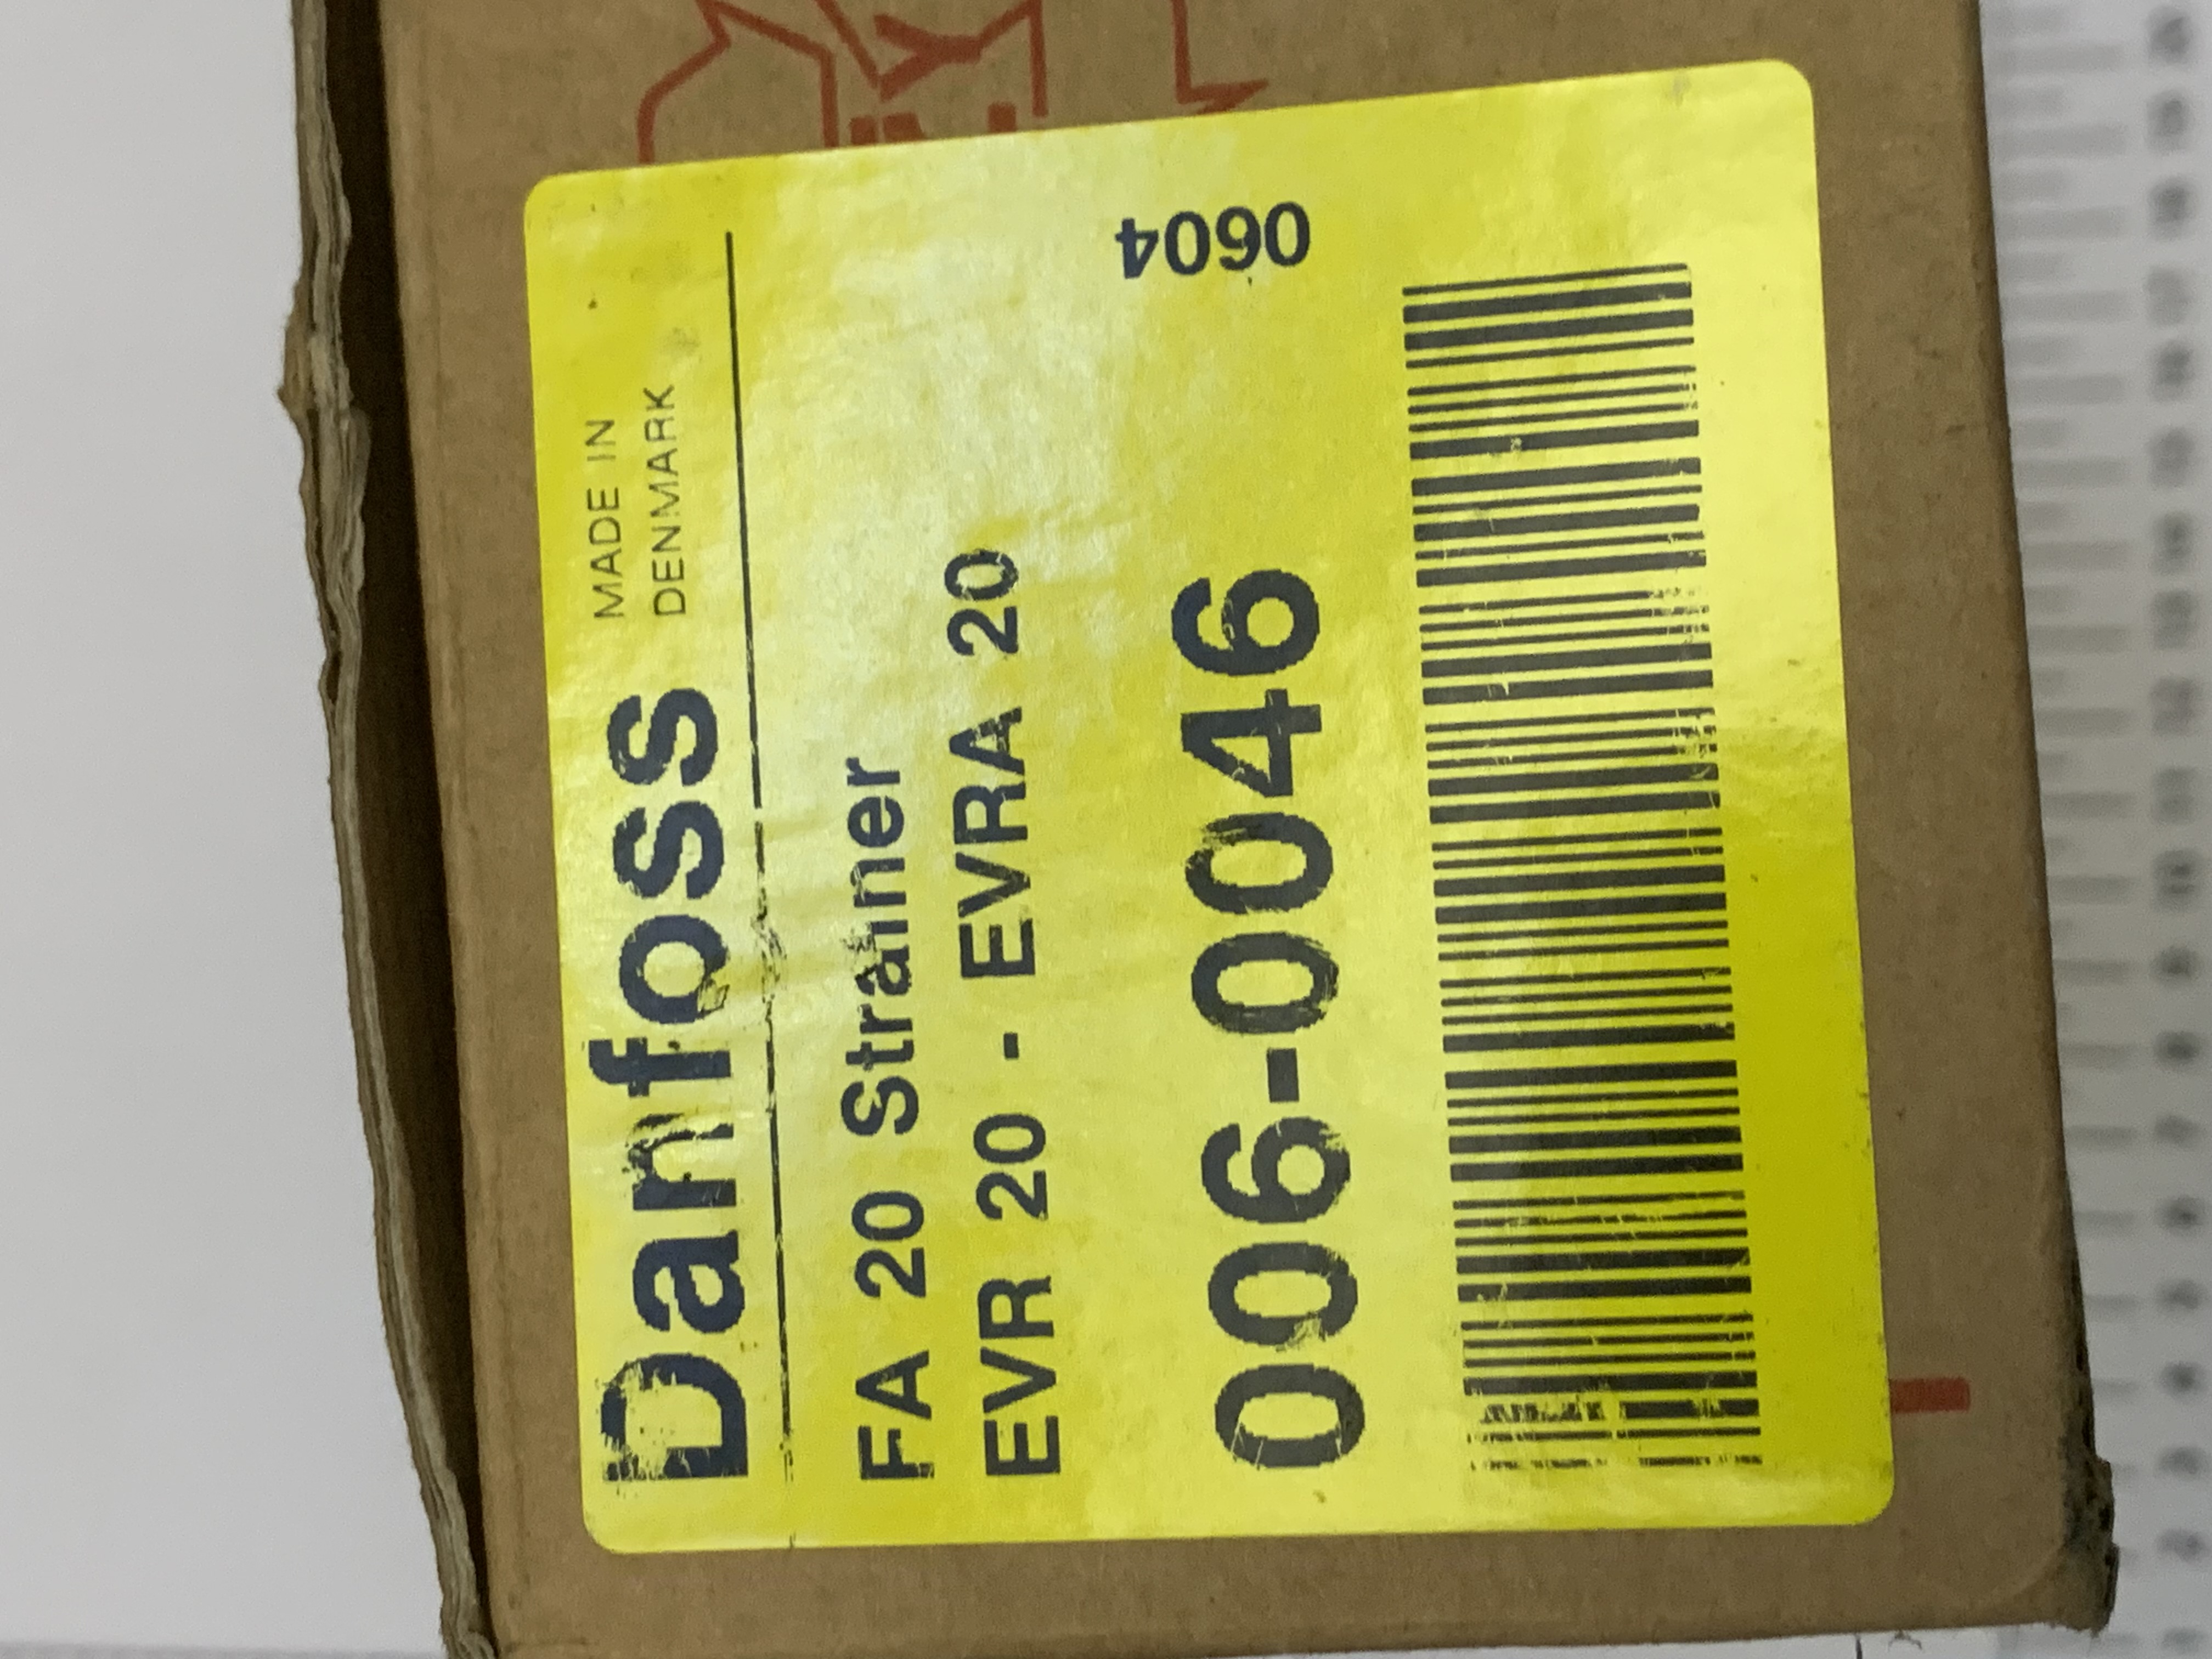 Danfoss MADE IN
DENMARK
FA 20 Strainer
EVR 20 - EVRA 20
006-0046
0604